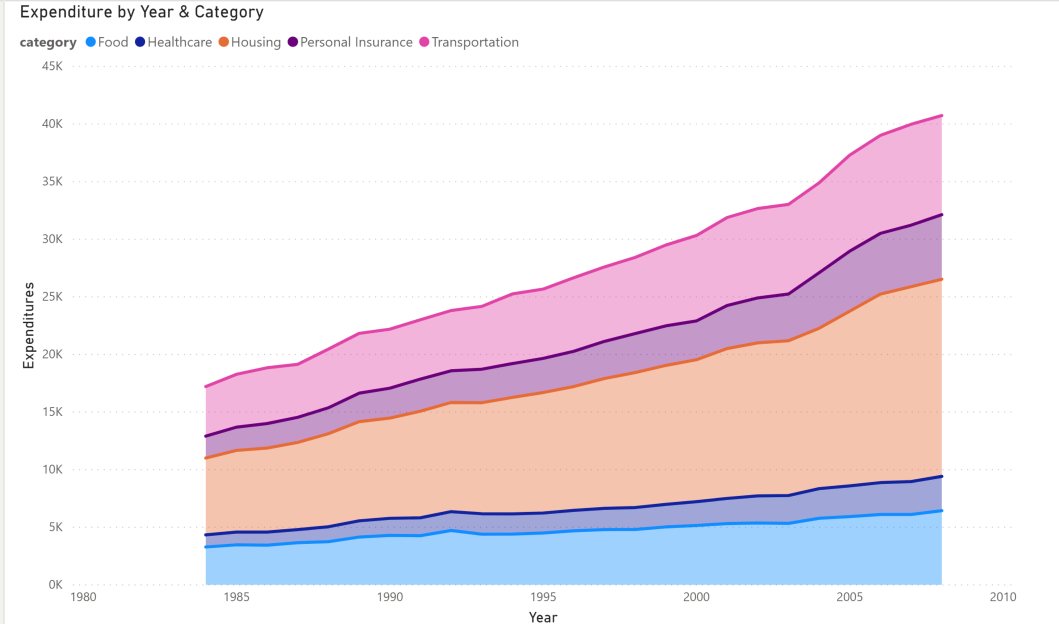 Expenditure by Year & Category
category Food Healthcare Housing Personal Insurance Transportation
45K
40K
35K
30K
25K
20K
15K
10K
5K
0K
Expenditures
1980 1985 1990 1995 2000 2005 2010
Year